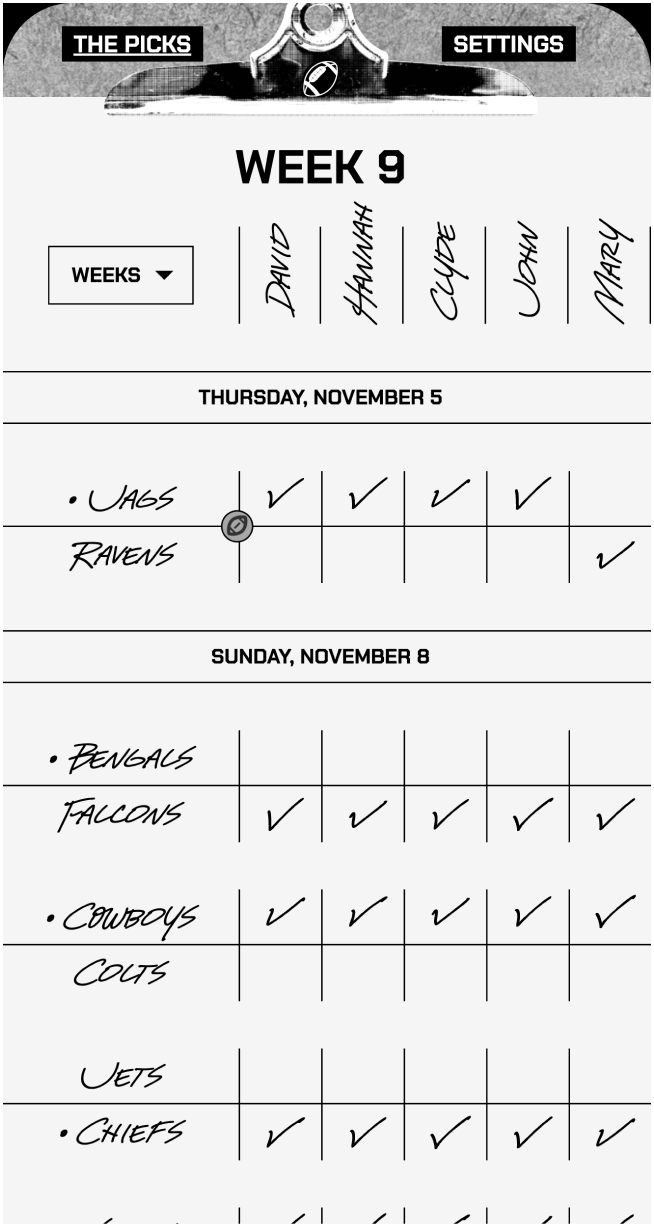 THE PICKS SETTINGS
WEEK 9
WEEKS DAVID HANNAH CLYDE JOHN MARY
THURSDAY, NOVEMBER 5
• JAGS
RAVENS
SUNDAY, NOVEMBER 8
• BENGALS
FALCONS
• COWBOYS
COLTS
JETS
• CHIEFS